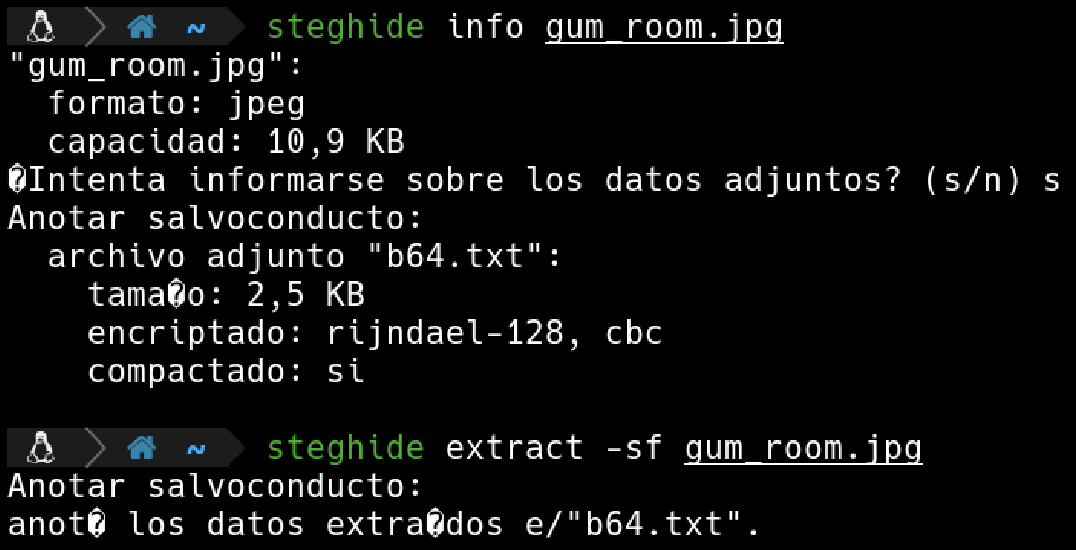 ~ steghide info gum_room.jpg
"gum_room.jpg":
  formato: jpeg
  capacidad: 10,9 KB
�Intenta informarse sobre los datos adjuntos? (s/n) s
Anotar salvoconducto:
  archivo adjunto "b64.txt":
    tama�o: 2,5 KB
    encriptado: rijndael-128, cbc
    compactado: si
~ steghide extract -sf gum_room.jpg
Anotar salvoconducto:
anot� los datos extra�dos e/"b64.txt".